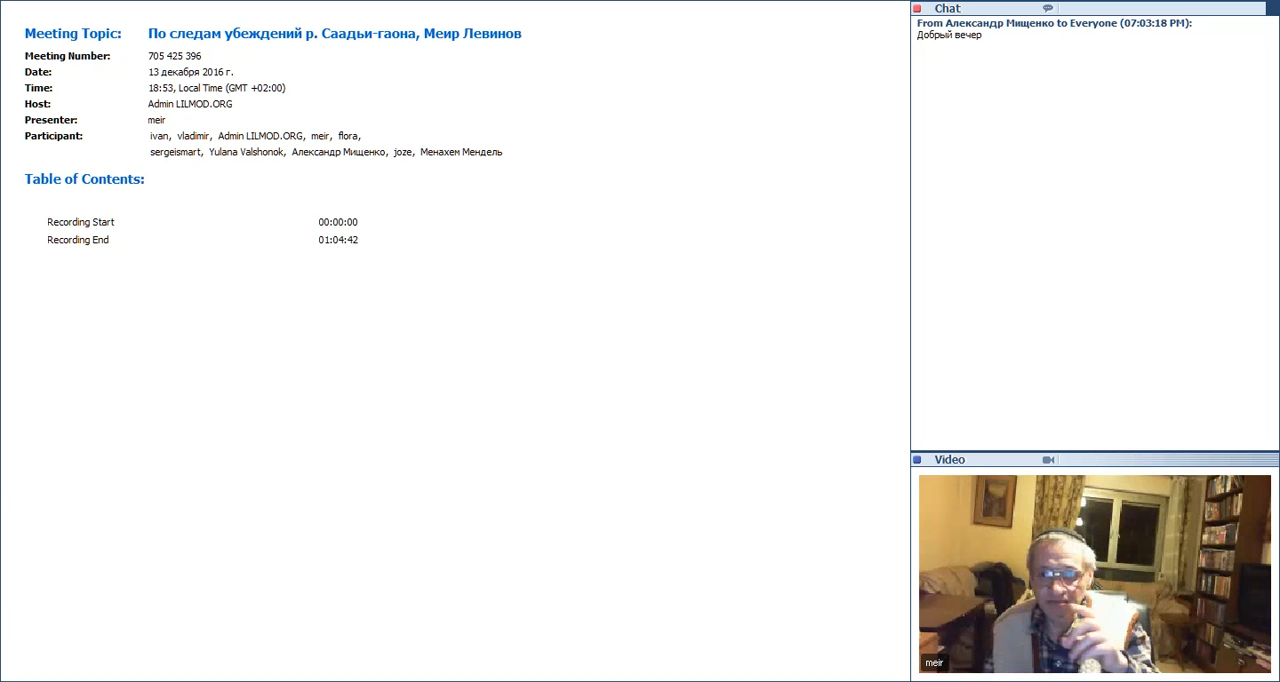 Meeting Topic: По следам убеждений р. Саадьи-гаона, Меир Левинов
Meeting Number: 705 425 396
Date: 13 декабря 2016 г.
Time: 18:53, Local Time (GMT +02:00)
Host: Admin LILMOD.ORG
Presenter: meir
Participant: ivan, vladimir, Admin LILMOD.ORG, meir, flora,
sergeismart, Yulana Valshonok, Александр Мищенко, joze, Менахем Мендель
Table of Contents:
Recording Start 00:00:00
Recording End 01:04:42
Chat
From Александр Мищенко to Everyone (07:03:18 PM):
Добрый вечер
Video
meir